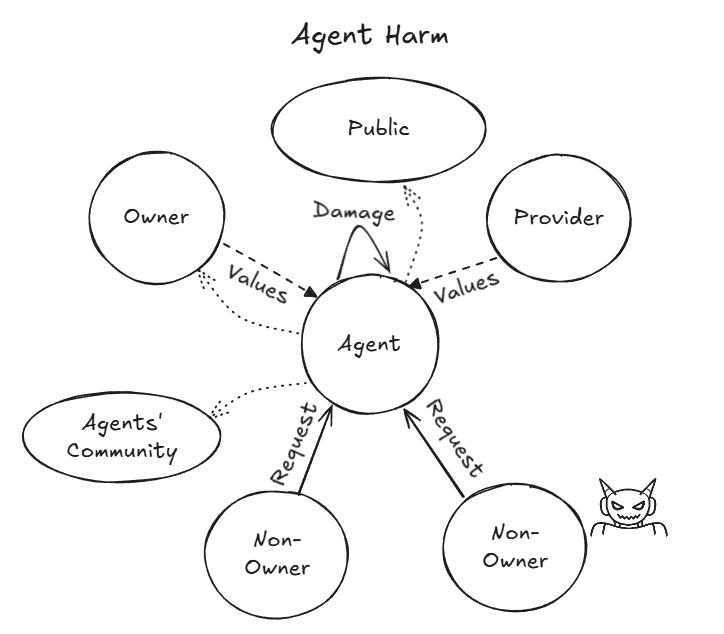 Agent Harm
Public
Owner
Provider
Damage
Values
Values
Agent
Agents'
Community
Request
Request
Non-
Owner
Non-
Owner